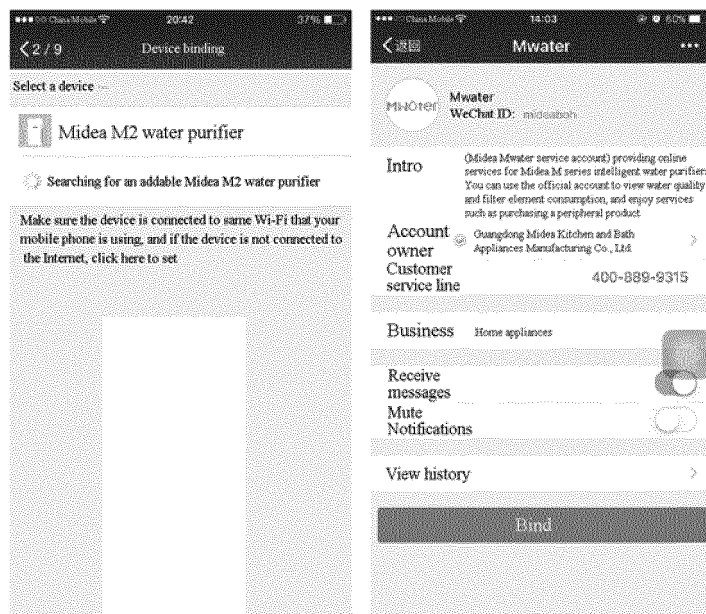 China Mobile 20:42 37%
2 / 9 Device binding
Select a device
Midea M2 water purifier
Searching for an addable Midea M2 water purifier
Make sure the device is connected to same Wi-Fi that your
mobile phone is using, and if the device is not connected to
the Internet, click here to set
China Mobile 14:03 60%
返回 Mwater
Mwater
Mwater
WeChat ID:
Intro
(Midea Mwater service account) providing online
services for Midea M series intelligent water purifier.
You can use the official account to view water quality
and filter element consumption, and enjoy services
such as purchasing a peripheral product
Account owner
Guangdong Midea Kitchen and Bath
Appliances Manufacturing Co., Ltd
Customer
service line 400-889-9315
Business Home appliances
Receive
messages
Mute
Notifications
View history
Bind